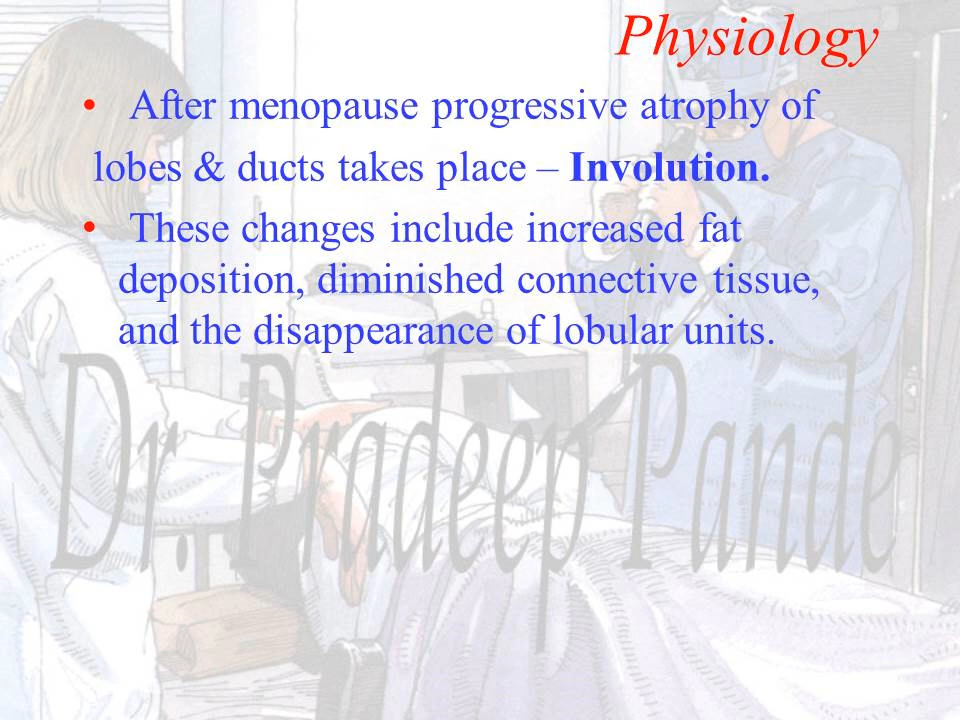 Physiology
• After menopause progressive atrophy of
lobes & ducts takes place – Involution.
• These changes include increased fat
deposition, diminished connective tissue,
and the disappearance of lobular units.
Dr. Pradeep Pande